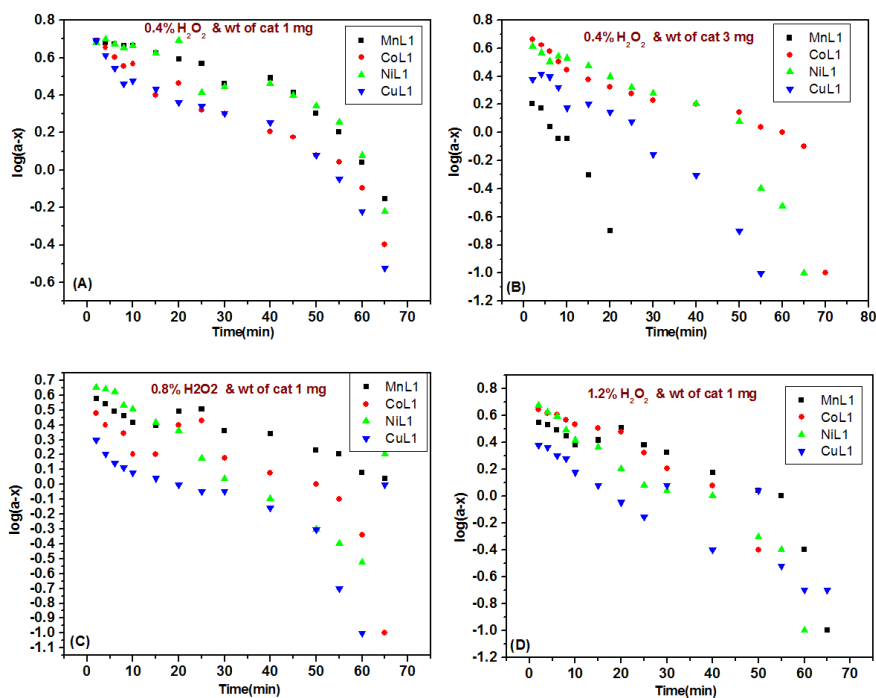 0.4% H₂O₂ & wt of cat 1 mg
MnL1
CoL1
NiL1
CuL1
log(a-x)
0.8
0.6
0.4
0.2
0.0
-0.2
-0.4
-0.6
(A)
0 10 20 30 40 50 60 70
Time(min)
0.4% H₂O₂ & wt of cat 3 mg
MnL1
CoL1
NiL1
CuL1
log(a-x)
0.8
0.6
0.4
0.2
0.0
-0.2
-0.4
-0.6
-0.8
-1.0
-1.2
(B)
0 10 20 30 40 50 60 70 80
Time(min)
0.8% H2O2 & wt of cat 1 mg
MnL1
CoL1
NiL1
CuL1
log(a-x)
0.7
0.6
0.5
0.4
0.3
0.2
0.1
0.0
-0.1
-0.2
-0.3
-0.4
-0.5
-0.6
-0.7
-0.8
-0.9
-1.0
-1.1
(C)
0 10 20 30 40 50 60 70
Time(min)
1.2% H₂O₂ & wt of cat 1 mg
MnL1
CoL1
NiL1
CuL1
log(a-x)
0.8
0.6
0.4
0.2
0.0
-0.2
-0.4
-0.6
-0.8
-1.0
-1.2
(D)
0 10 20 30 40 50 60 70
Time(min)